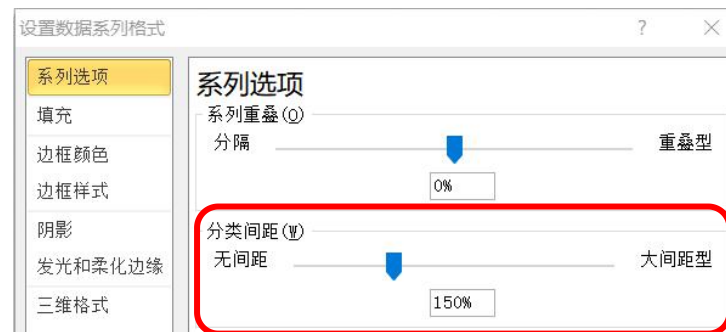 设置数据系列格式 ?
系列选项
填充
边框颜色
边框样式
阴影
发光和柔化边缘
三维格式
系列选项
系列重叠(O)
分隔 重叠型
0%
分类间距(W)
无间距 大间距型
150%